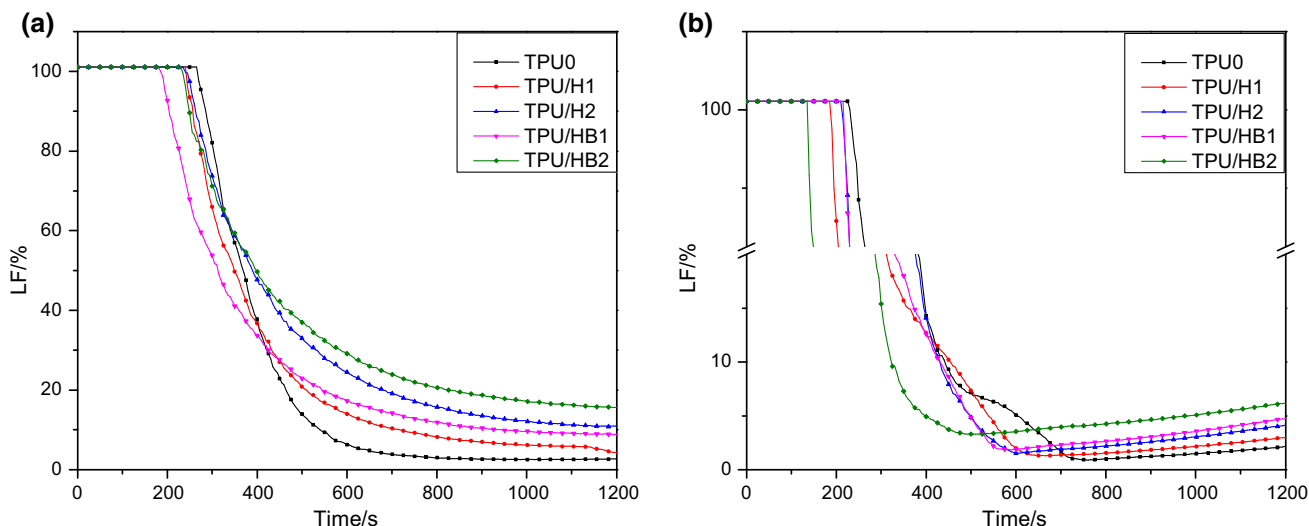 (a)
LF/%
100
80
60
40
20
0
0 200 400 600 800 1000 1200
Time/s
TPU0
TPU/H1
TPU/H2
TPU/HB1
TPU/HB2
(b)
LF/%
100
10
0
0 200 400 600 800 1000 1200
Time/s
TPU0
TPU/H1
TPU/H2
TPU/HB1
TPU/HB2